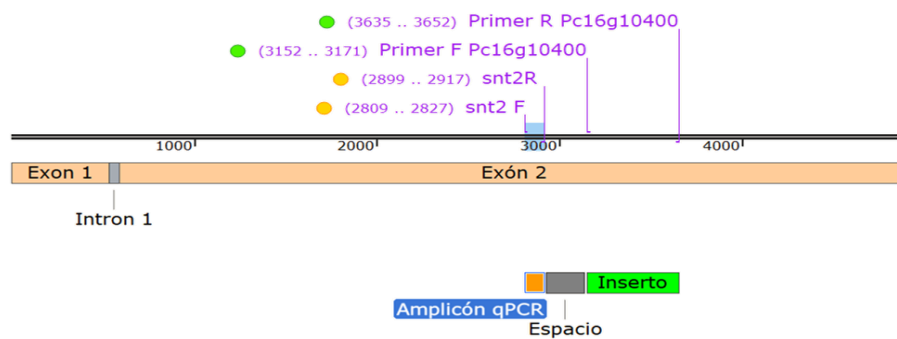 (3635 .. 3652) Primer R Pc16g10400
(3152 .. 3171) Primer F Pc16g10400
(2899 .. 2917) snt2R
(2809 .. 2827) snt2 F
1000 2000 3000 4000
Exon 1 Exón 2
Intron 1
Inserto
Amplicón qPCR
Espacio